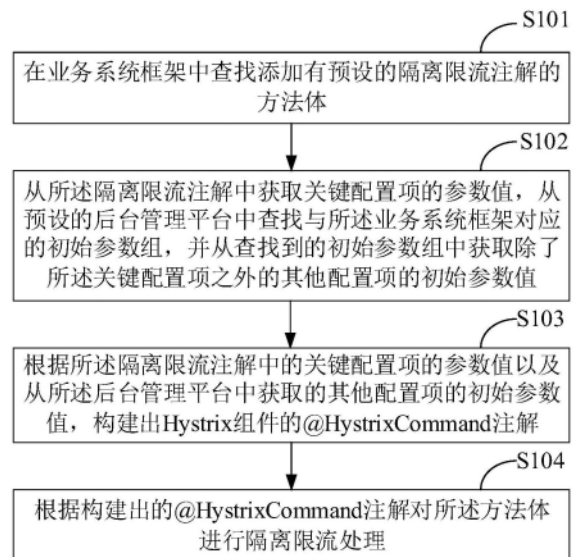 S101
在业务系统框架中查找添加有预设的隔离限流注解的
方法体
S102
从所述隔离限流注解中获取关键配置项的参数值，从
预设的后台管理平台中查找与所述业务系统框架对应
的初始参数组，并从查找到的初始参数组中获取除了
所述关键配置项之外的其他配置项的初始参数值
S103
根据所述隔离限流注解中的关键配置项的参数值以及
从所述后台管理平台中获取的其他配置项的初始参数
值，构建出Hystrix组件的@HystrixCommand注解
S104
根据构建出的@HystrixCommand注解对所述方法体
进行隔离限流处理